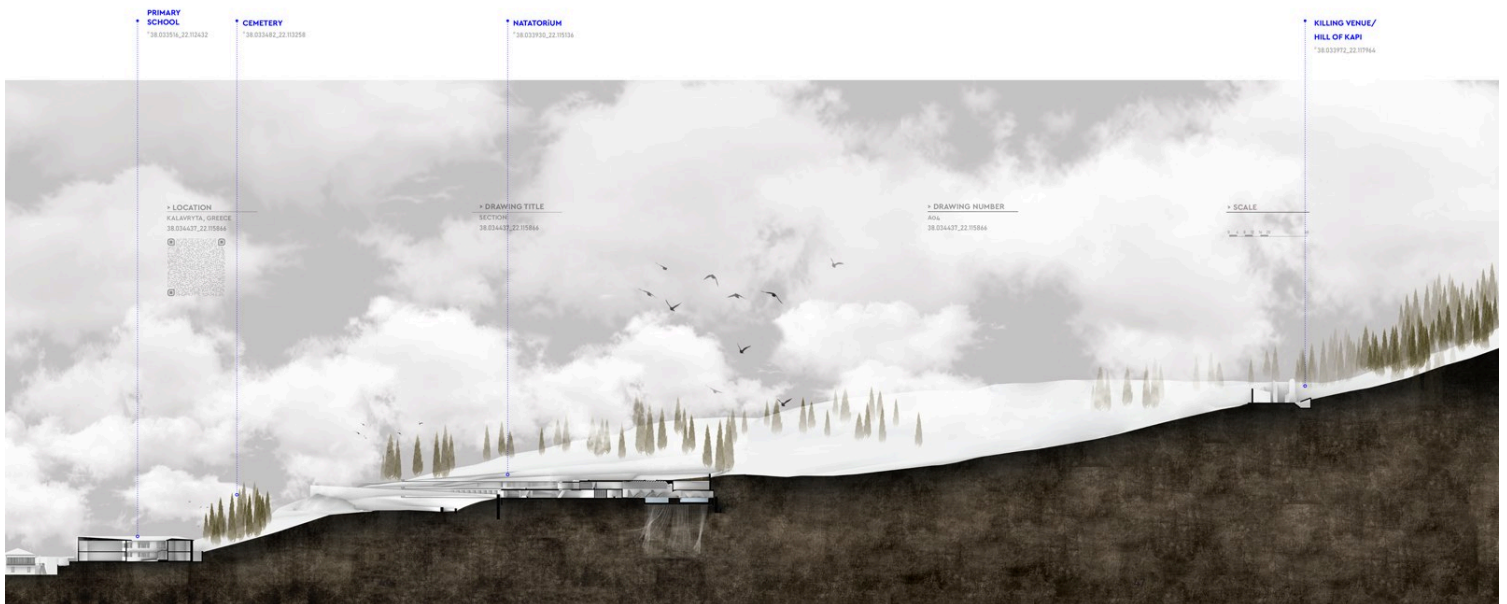 PRIMARY
SCHOOL
°38.033516_22.112432
CEMETERY
°38.033482_22.113258
NATATORiUM
°38.033930_22.115136
KILLING VENUE/
HILL OF KAPI
°38.033972_22.117964
» LOCATION
KALAVRYTA, GREECE
38.034437_22.115866
» DRAWING TITLE
SECTION
38.034437_22.115866
» DRAWING NUMBER
A04
38.034437_22.115866
» SCALE